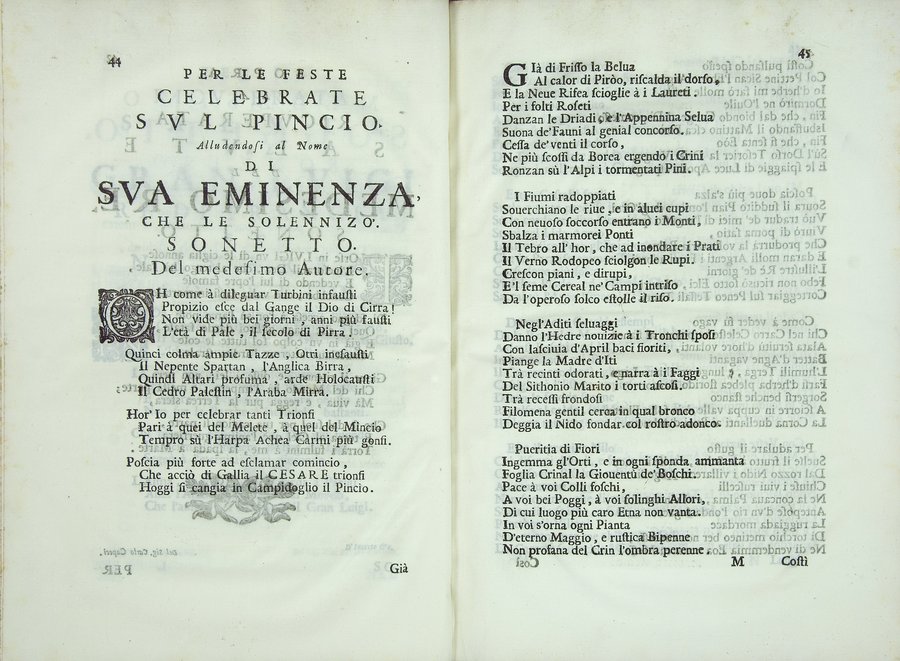 44
PER LE FESTE
CELEBRATE
SVL PINCIO.
Alludendosi al Nome
DI
SVA EMINENZA,
CHE LE SOLENNIZO.
SONETTO.
Del medesimo Autore.
OH come à dileguar Turbini infausti
Propizio esce dal Gange il Dio di Cirra!
Non vide più bei giorni, anni più fausti
L'età di Pale, il secolo di Pirra!
Quinci colma ampie Tazze, Otri inesausti
Il Nepente Spartan, l'Anglica Birra,
Quindi Altari profuma, arde Holocausti
Il Cedro Palestin, l'Araba Mirra.
Hor' Io per celebrar tanti Trionfi
Pari à quei del Melete, à quel del Mincio
Tempro sù l'Harpa Achea Carmi più gonfi.
Poscia più forte ad esclamar comincio,
Che acciò di Gallia il CESARE trionfi
Hoggi si cangia in Campidoglio il Pincio.
Già
45
Già di Frisso la Belua
Al calor di Piròo, riscalda il dorso,
E la Neue Rifea scioglie à i Laureti.
Per i folti Roseti
Danzan le Driadi, e l'Appennina Selua
Suona de'Fauni al genial concorso.
Cessa de'venti il corso,
Ne più scossi da Borea ergendo i Crini
Ronzan sù l'Alpi i tormentati Pini.
I Fiumi radoppiati
Souerchiano le riue, e in aluei cupi
Con neuoso soccorso entrano i Monti,
Sbalza i marmorei Ponti
Il Tebro all'hor, che ad inondare i Prati
Il Verno Rodopeo sciolgon le Rupi.
Crescon piani, e dirupi,
E'l seme Cereal ne' Campi intriso
Da l'operoso solco estolle il riso.
Negl'Aditi seluaggi
Danno l'Hedre nouizie à i Tronchi sposi
Con lasciuia d'April baci fioriti,
Piange la Madre d'Iti
Trà recinti odorati, e narra à i Faggi
Del Sithonio Marito i torti ascosi.
Trà recessi frondosi
Filomena gentil cerca in qual bronco
Deggia il Nido fondar col rostro adonco.
Pueritia di Fiori
Ingemma gl'Orti, e in ogni sponda ammanta
Foglia Crinal la Giouentù de'Boschi.
Pace à voi Colli foschi,
A voi bei Poggi, à voi solinghi Allori,
Di cui luogo più caro Etna non vanta.
In voi s'orna ogni Pianta
D'eterno Maggio, e rustica Bipenne
Non profana del Crin l'ombra perenne.
M
Costi